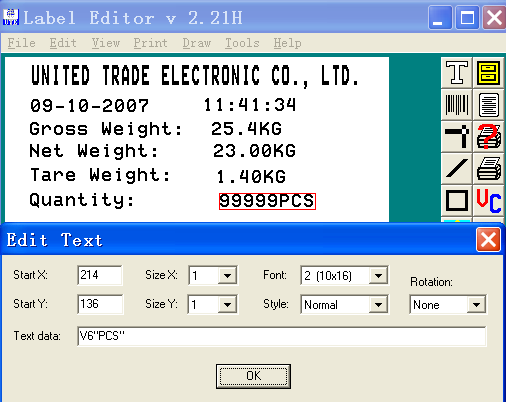 Label Editor v 2.21H
File Edit View Print Draw Tools Help
UNITED TRADE ELECTRONIC CO., LTD.
09-10-2007 11:41:34
Gross Weight: 25.4KG
Net Weight: 23.00KG
Tare Weight: 1.40KG
Quantity: 99999PCS
T
?
VC
Edit Text
Start X: 214 Size X: 1 Font: 2 (10x16) Rotation:
Start Y: 136 Size Y: 1 Style: Normal None
Text data: V6"PCS"
OK